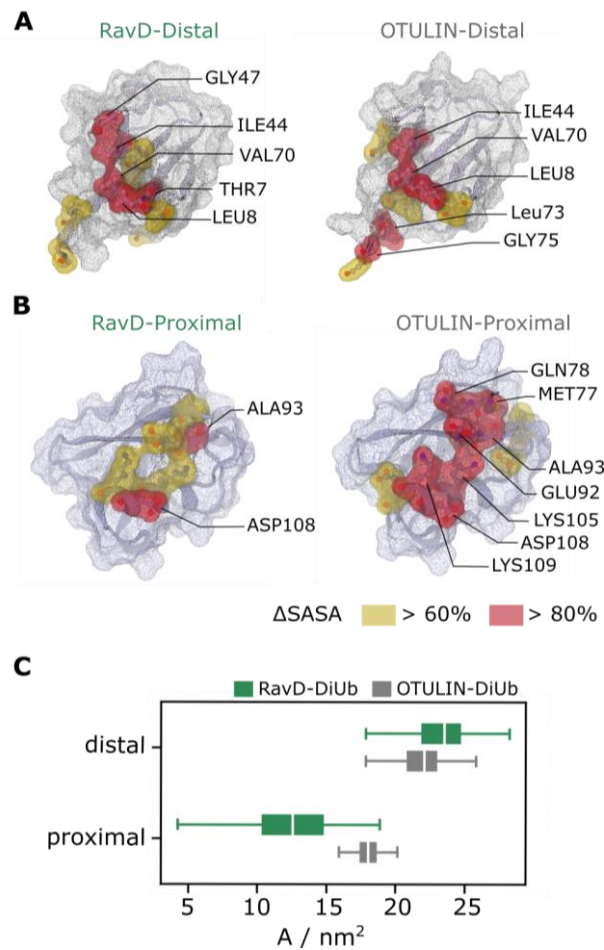 A
RavD-Distal
OTULIN-Distal
GLY47
ILE44
VAL70
THR7
LEU8
ILE44
VAL70
LEU8
Leu73
GLY75
B
RavD-Proximal
OTULIN-Proximal
ALA93
ASP108
GLN78
MET77
ALA93
GLU92
LYS105
ASP108
LYS109
ΔSASA > 60% > 80%
C
RavD-DiUb OTULIN-DiUb
distal
proximal
5 10 15 20 25
A / nm²